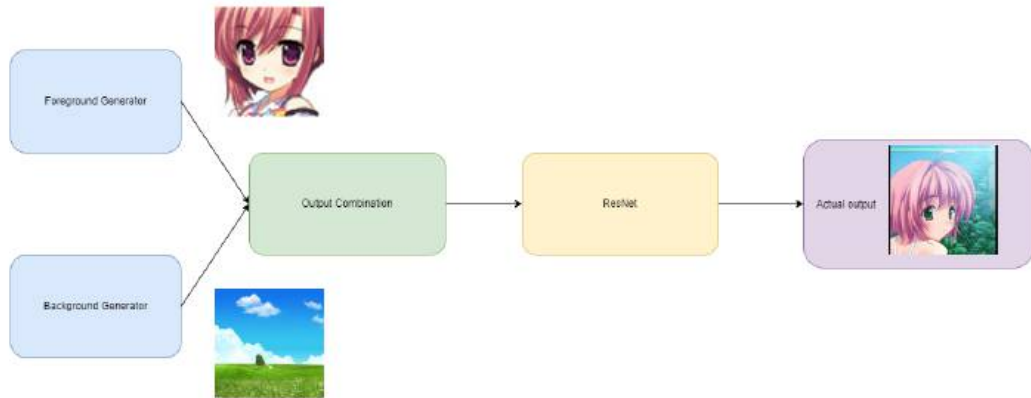 Foreground Generator
Output Combination
ResNet
Actual output
Background Generator